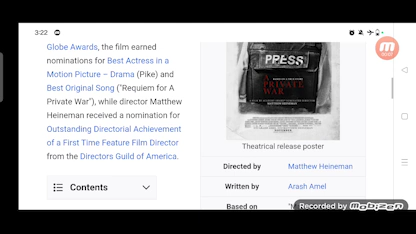 3:22
Globe Awards, the film earned
nominations for Best Actress in a
Motion Picture – Drama (Pike) and
Best Original Song ("Requiem for A
Private War"), while director Matthew
Heineman received a nomination for
Outstanding Directorial Achievement
of a First Time Feature Film Director
from the Directors Guild of America.
Contents
PRESS
A PRIVATE WAR
Theatrical release poster
Directed by Matthew Heineman
Written by Arash Amel
Based on
Recorded by Mobizen